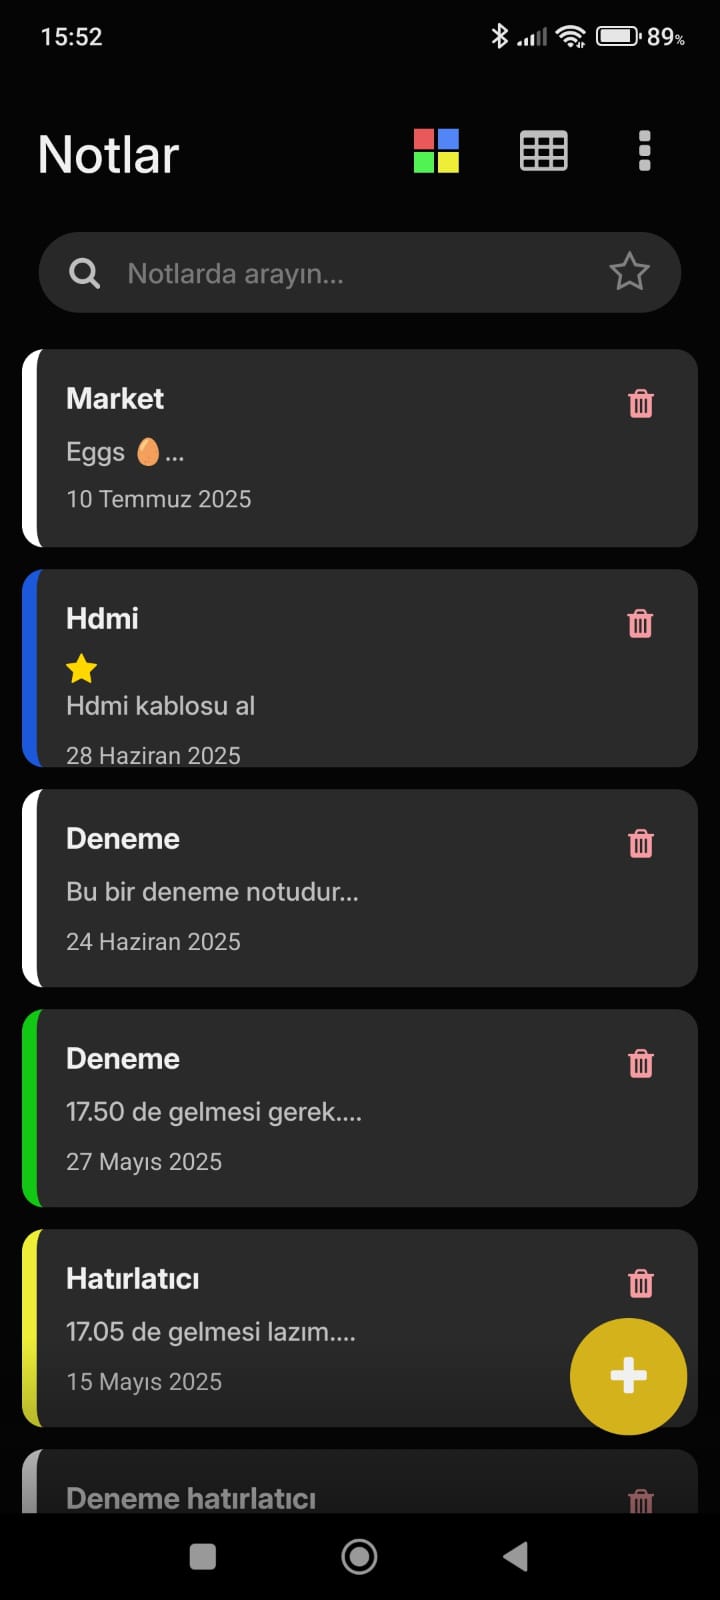 15:52
89%
Notlar
Notlarda arayın...
Market
Eggs 🥚...
10 Temmuz 2025
Hdmi
Hdmi kablosu al
28 Haziran 2025
Deneme
Bu bir deneme notudur...
24 Haziran 2025
Deneme
17.50 de gelmesi gerek....
27 Mayıs 2025
Hatırlatıcı
17.05 de gelmesi lazım....
15 Mayıs 2025
Deneme hatırlatıcı